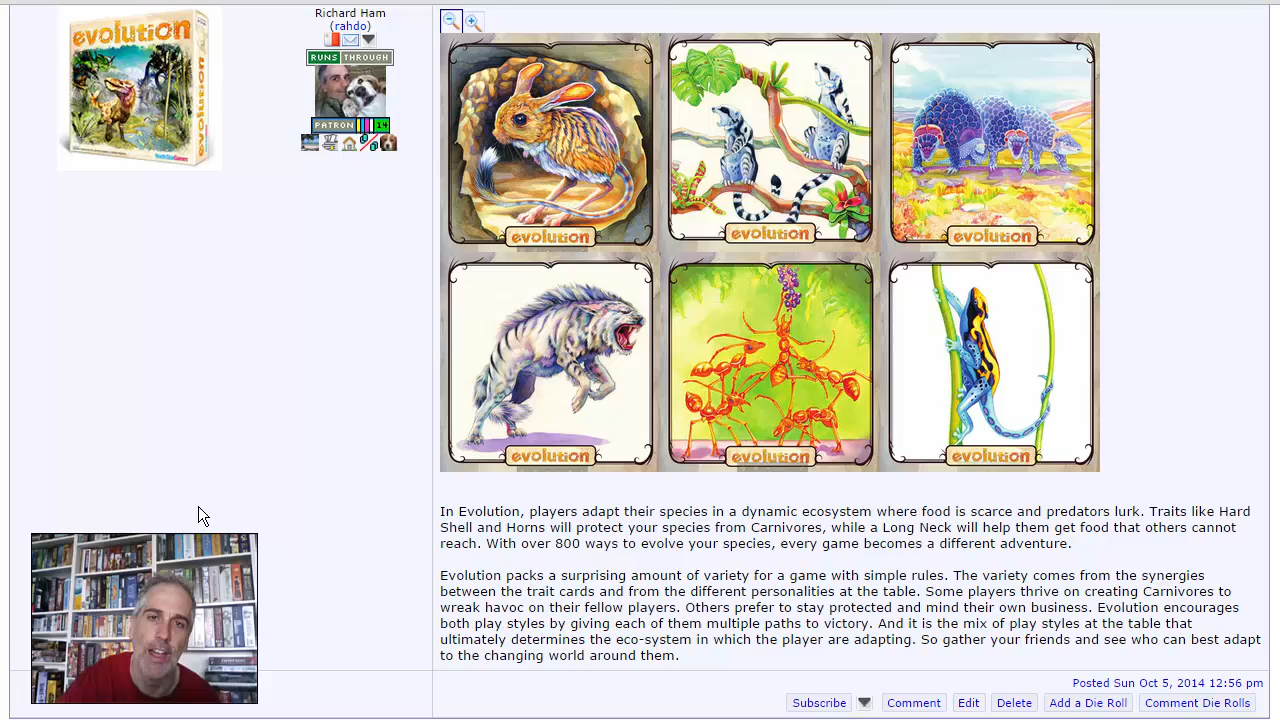 evolution
evolution
Richard Ham
(rahdo)
RUNS THROUGH
PATRON 14
evolution
evolution
evolution
evolution
evolution
evolution
In Evolution, players adapt their species in a dynamic ecosystem where food is scarce and predators lurk. Traits like Hard
Shell and Horns will protect your species from Carnivores, while a Long Neck will help them get food that others cannot
reach. With over 800 ways to evolve your species, every game becomes a different adventure.
Evolution packs a surprising amount of variety for a game with simple rules. The variety comes from the synergies
between the trait cards and from the different personalities at the table. Some players thrive on creating Carnivores to
wreak havoc on their fellow players. Others prefer to stay protected and mind their own business. Evolution encourages
both play styles by giving each of them multiple paths to victory. And it is the mix of play styles at the table that
ultimately determines the eco-system in which the player are adapting. So gather your friends and see who can best adapt
to the changing world around them.
Posted Sun Oct 5, 2014 12:56 pm
Subscribe Comment Edit Delete Add a Die Roll Comment Die Rolls